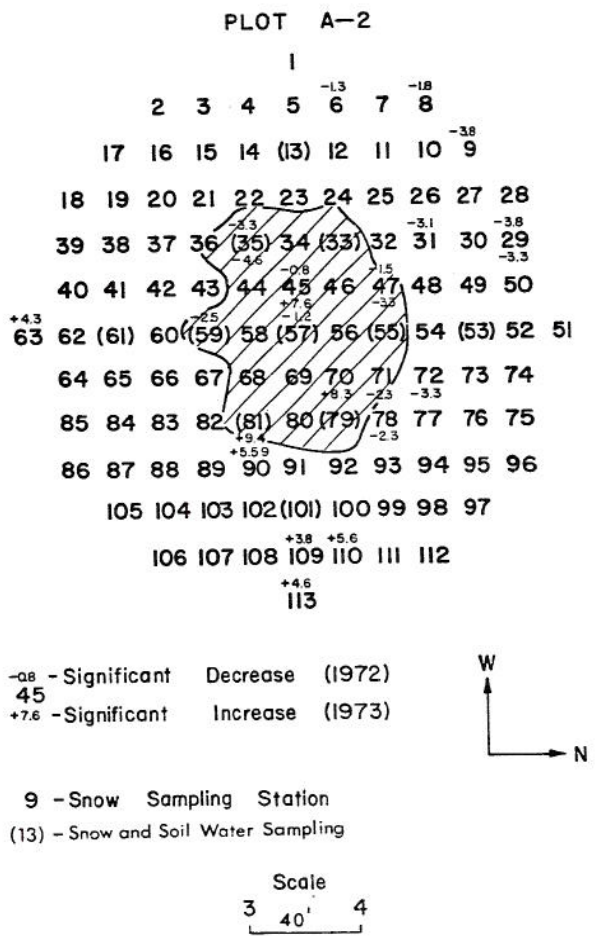 PLOT A-2
1
-1.3 -1.8
2 3 4 5 6 7 8
-3.8
17 16 15 14 (13) 12 11 10 9
18 19 20 21 22 23 24 25 26 27 28
-3.3 -3.1 -3.8
39 38 37 36 (35) 34 (33) 32 31 30 29
-4.6 -0.8 -1.5 -3.3
40 41 42 43 44 45 46 47 48 49 50
+4.3 -2.5 +7.6 -1.2 -3.3
63 62 (61) 60 (59) 58 (57) 56 (55) 54 (53) 52 51
64 65 66 67 68 69 70 71 72 73 74
+8.3 -2.3 -3.3
85 84 83 82 (81) 80 (79) 78 77 76 75
+9.4 -2.3
+5.59
86 87 88 89 90 91 92 93 94 95 96
105 104 103 102 (101) 100 99 98 97
+3.8 +5.6
106 107 108 109 110 111 112
+4.6
113
-0.8 - Significant Decrease (1972)
45
+7.6 - Significant Increase (1973)
W
N
9 - Snow Sampling Station
(13) - Snow and Soil Water Sampling
Scale
3 40' 4